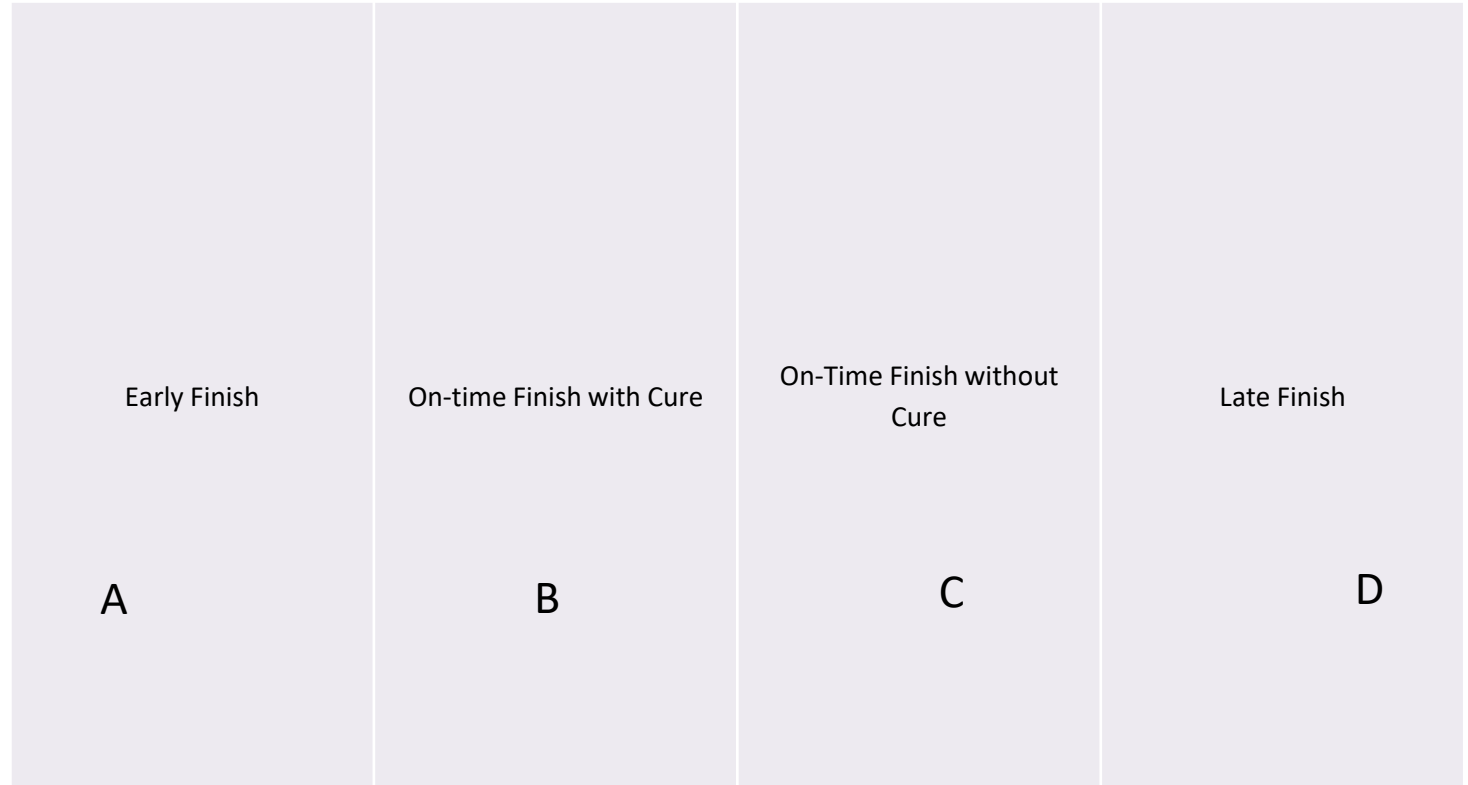 Early Finish
On-time Finish with Cure
On-Time Finish without
Cure
Late Finish
A
B
C
D